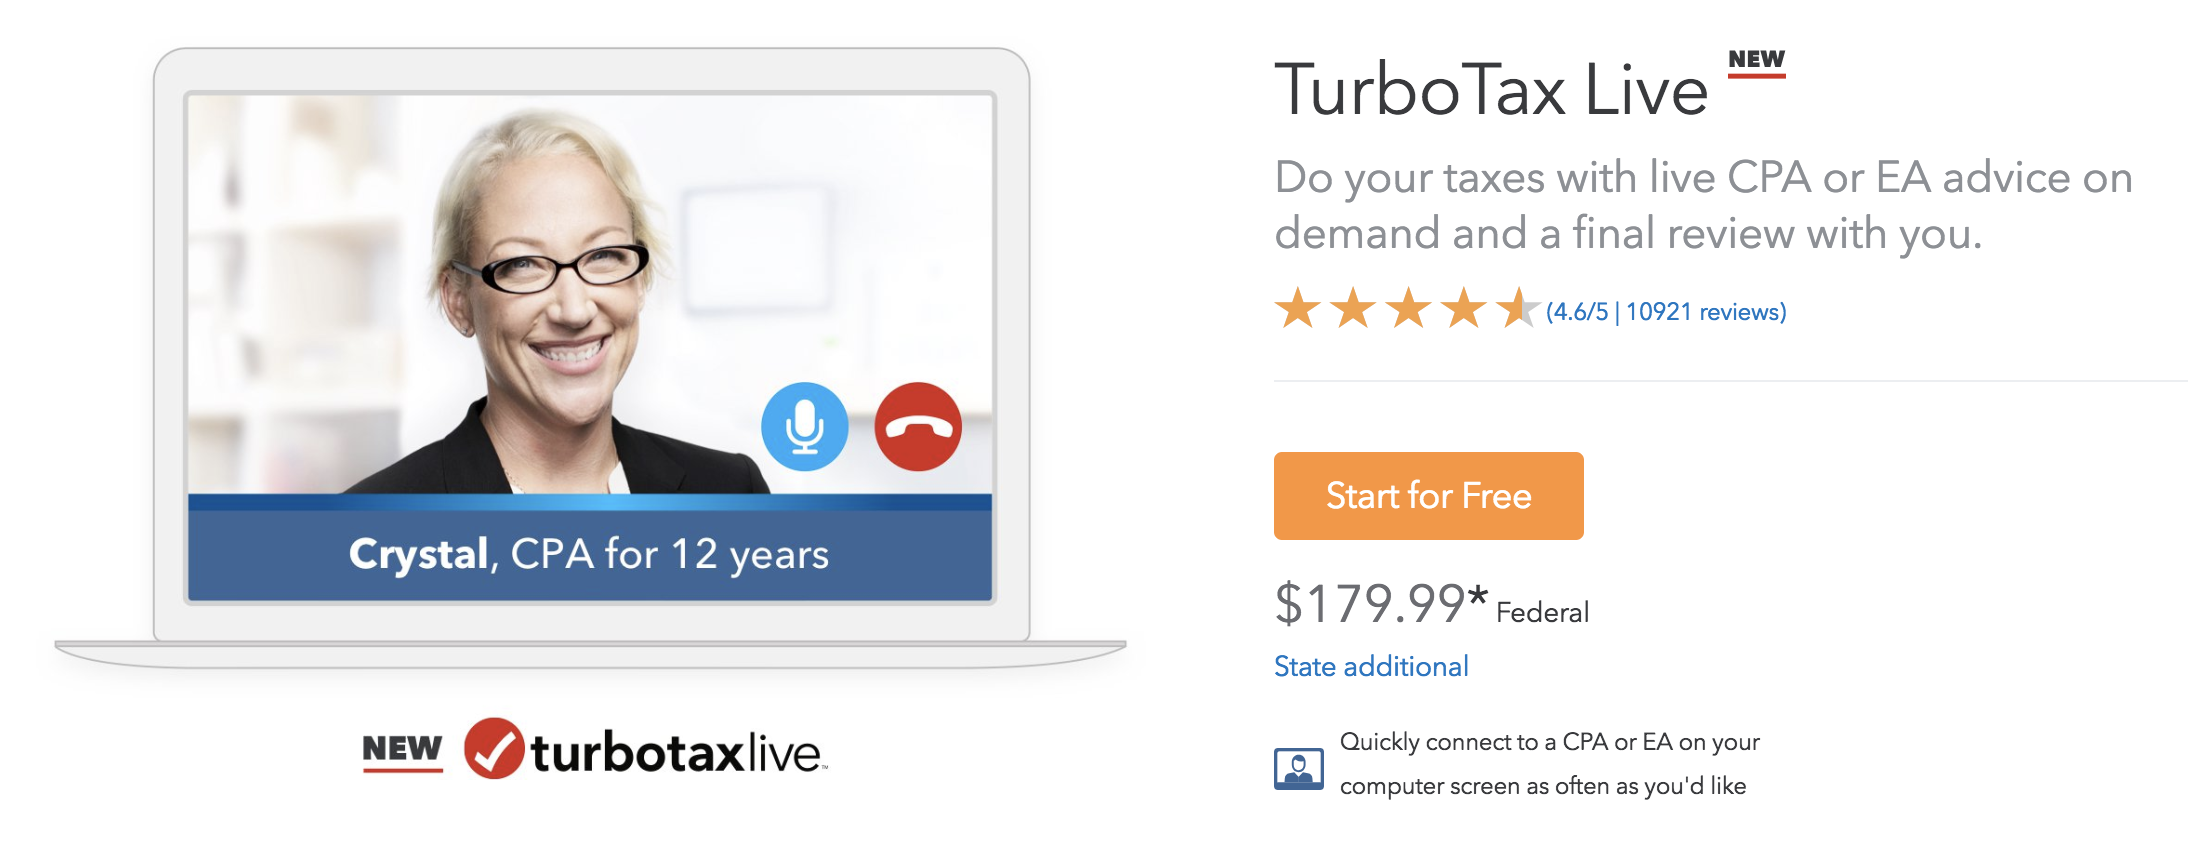 Crystal, CPA for 12 years
NEW turbotaxlive™
TurboTax Live NEW
Do your taxes with live CPA or EA advice on
demand and a final review with you.
(4.6/5 | 10921 reviews)
Start for Free
$179.99* Federal
State additional
Quickly connect to a CPA or EA on your
computer screen as often as you'd like